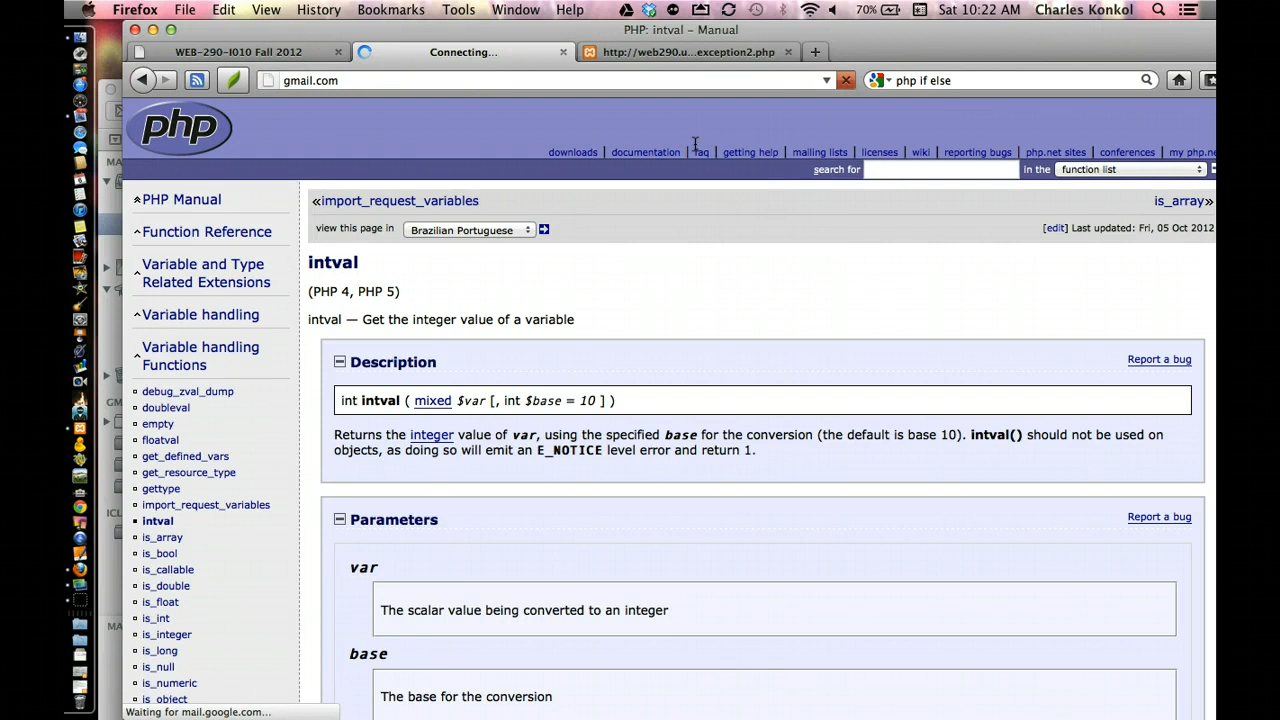 Firefox File Edit View History Bookmarks Tools Window Help 70% Sat 10:22 AM Charles Konkol
PHP: intval - Manual
WEB-290-I010 Fall 2012 Connecting... http://web290.u...exception2.php
gmail.com php if else
php
downloads | documentation | faq | getting help | mailing lists | licenses | wiki | reporting bugs | php.net sites | conferences | my php.ne
search for in the function list
PHP Manual
Function Reference
Variable and Type
Related Extensions
Variable handling
Variable handling
Functions
debug_zval_dump
doubleval
empty
floatval
get_defined_vars
get_resource_type
gettype
import_request_variables
intval
is_array
is_bool
is_callable
is_double
is_float
is_int
is_integer
is_long
is_null
is_numeric
is_object
«import_request_variables is_array»
view this page in Brazilian Portuguese [edit] Last updated: Fri, 05 Oct 2012
intval
(PHP 4, PHP 5)
intval — Get the integer value of a variable
Description Report a bug
int intval ( mixed $var [, int $base = 10 ] )
Returns the integer value of var, using the specified base for the conversion (the default is base 10). intval() should not be used on
objects, as doing so will emit an E_NOTICE level error and return 1.
Parameters Report a bug
var
The scalar value being converted to an integer
base
The base for the conversion
Waiting for mail.google.com...